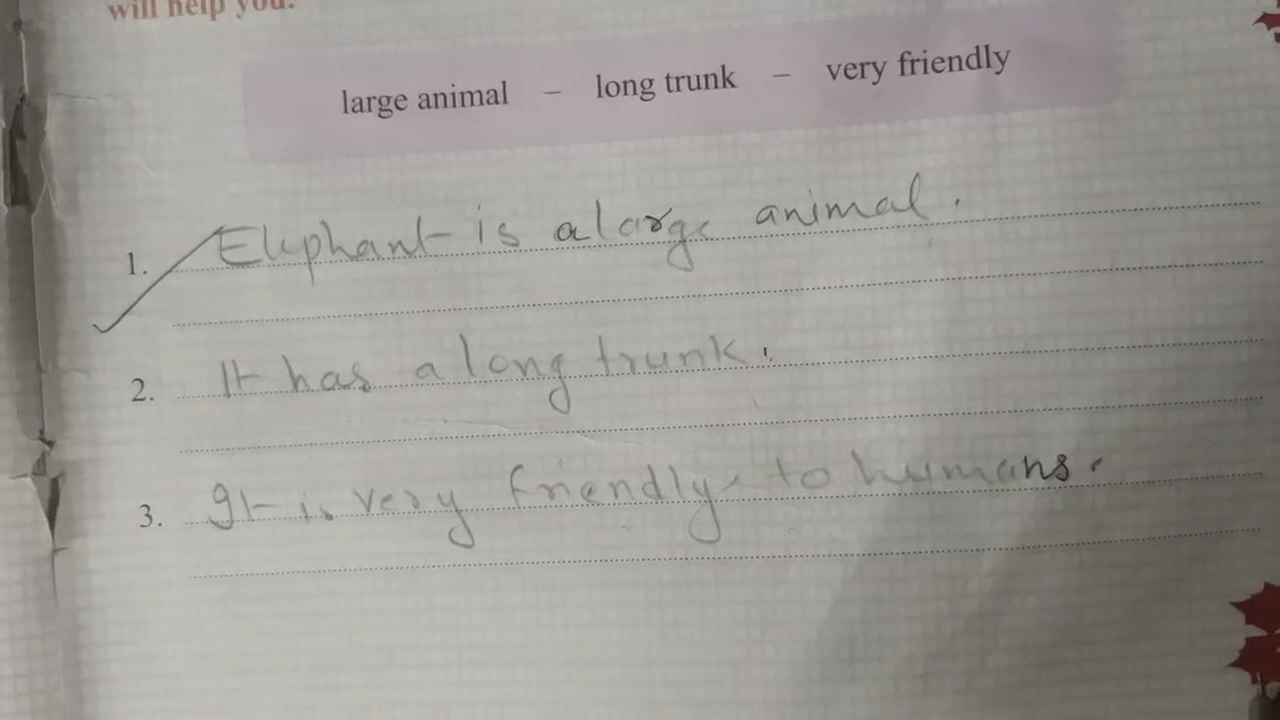 will help you.
large animal – long trunk – very friendly
1. Elephant is a large animal.
2. It has a long trunk.
3. It is very friendly to humans.